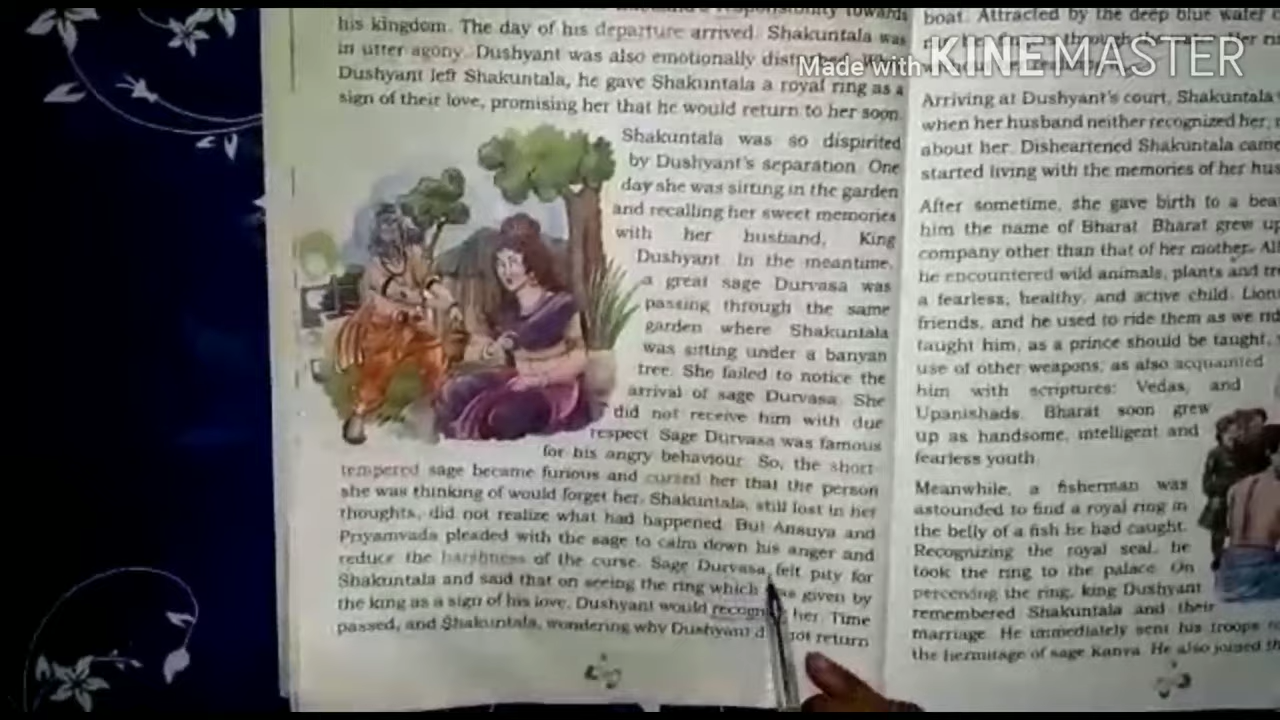 responsibility towards
his kingdom. The day of his departure arrived. Shakuntala was
in utter agony. Dushyant was also emotionally
Dushyant left Shakuntala, he gave Shakuntala a royal ring as a
sign of their love, promising her that he would return to her soon.
Shakuntala was so dispirited
by Dushyant's separation. One
day she was sitting in the garden
and recalling her sweet memories
with her husband, King
Dushyant. In the meantime,
a great sage Durvasa was
passing through the same
garden where Shakuntala
was sitting under a banyan
tree. She failed to notice the
arrival of sage Durvasa. She
did not receive him with due
respect. Sage Durvasa was famous
for his angry behaviour. So, the short-
tempered sage became furious and cursed her that the person
she was thinking of would forget her. Shakuntala, still lost in her
thoughts, did not realize what had happened. But Ansuya and
Priyamvada pleaded with the sage to calm down his anger and
reduce the harshness of the curse. Sage Durvasa felt pity for
Shakuntala and said that on seeing the ring which given by
the king as a sign of his love, Dushyant would her. Time
passed, and Shakuntala, wondering why Dushyant not return
boat. Attracted by the deep blue water
through
Made with KINEMASTER
Arriving at Dushyant's court, Shakuntala
when her husband neither recognized her,
about her. Disheartened Shakuntala came
started living with the memories of her
After sometime, she gave birth to a
him the name of Bharat. Bharat grew up
company other than that of her mother.
he encountered wild animals, plants and
a fearless, healthy, and active child.
friends, and he used to ride them as we
taught him, as a prince should be taught,
use of other weapons, as also acquainted
him with scriptures: Vedas, and
Upanishads. Bharat soon grew
up as handsome, intelligent and
fearless youth.
Meanwhile, a fisherman was
astounded to find a royal ring in
the belly of a fish he had caught.
Recognizing the royal seal, he
took the ring to the palace. On
perceiving the ring, king Dushyant
remembered Shakuntala and their
marriage. He immediately sent his troops
the hermitage of sage Kanva. He also joined